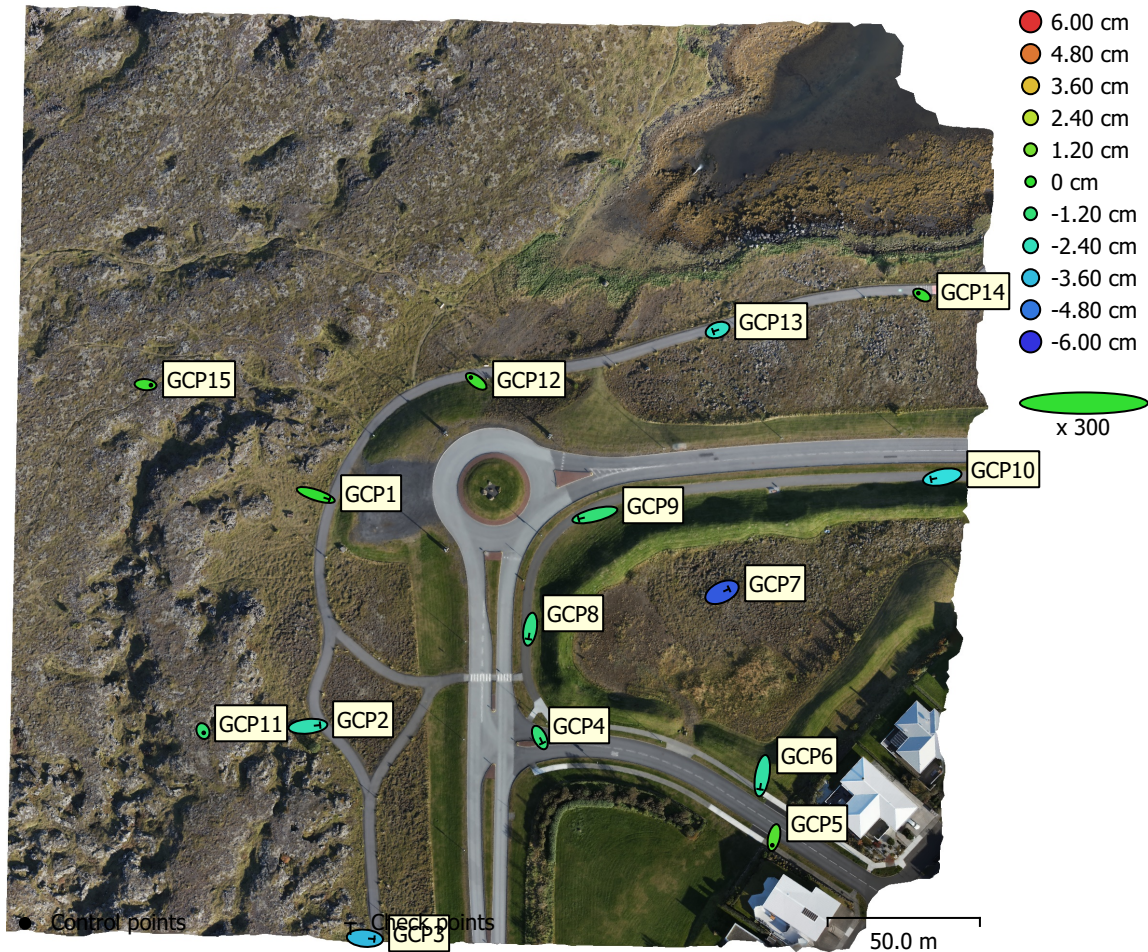 6.00 cm
4.80 cm
3.60 cm
2.40 cm
1.20 cm
0 cm
-1.20 cm
-2.40 cm
-3.60 cm
-4.80 cm
-6.00 cm
x 300
GCP14
GCP13
GCP15
GCP12
GCP10
GCP1
GCP9
GCP7
GCP8
GCP11
GCP2
GCP4
GCP6
GCP5
Control points
Check points
GCP3
50.0 m